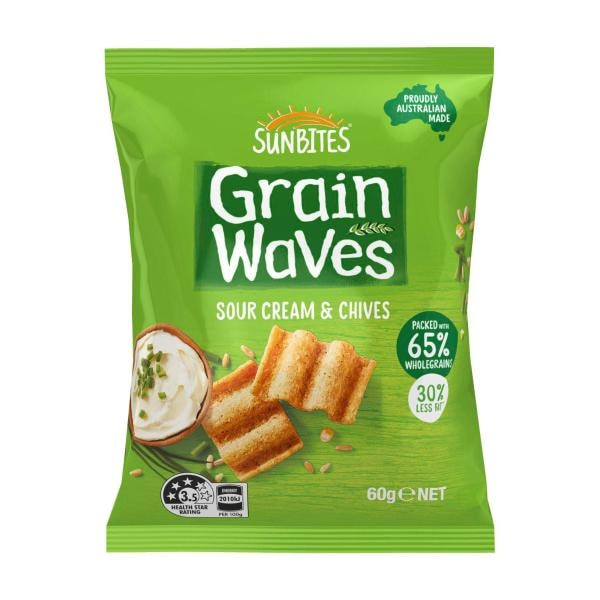 SUNBITES®
PROUDLY
AUSTRALIAN
MADE
Grain
Waves
SOUR CREAM & CHIVES
PACKED WITH
65%
WHOLEGRAINS
30%
LESS FAT
3.5
HEALTH STAR
RATING
ENERGY
2010kJ
PER 100g
60g℮NET